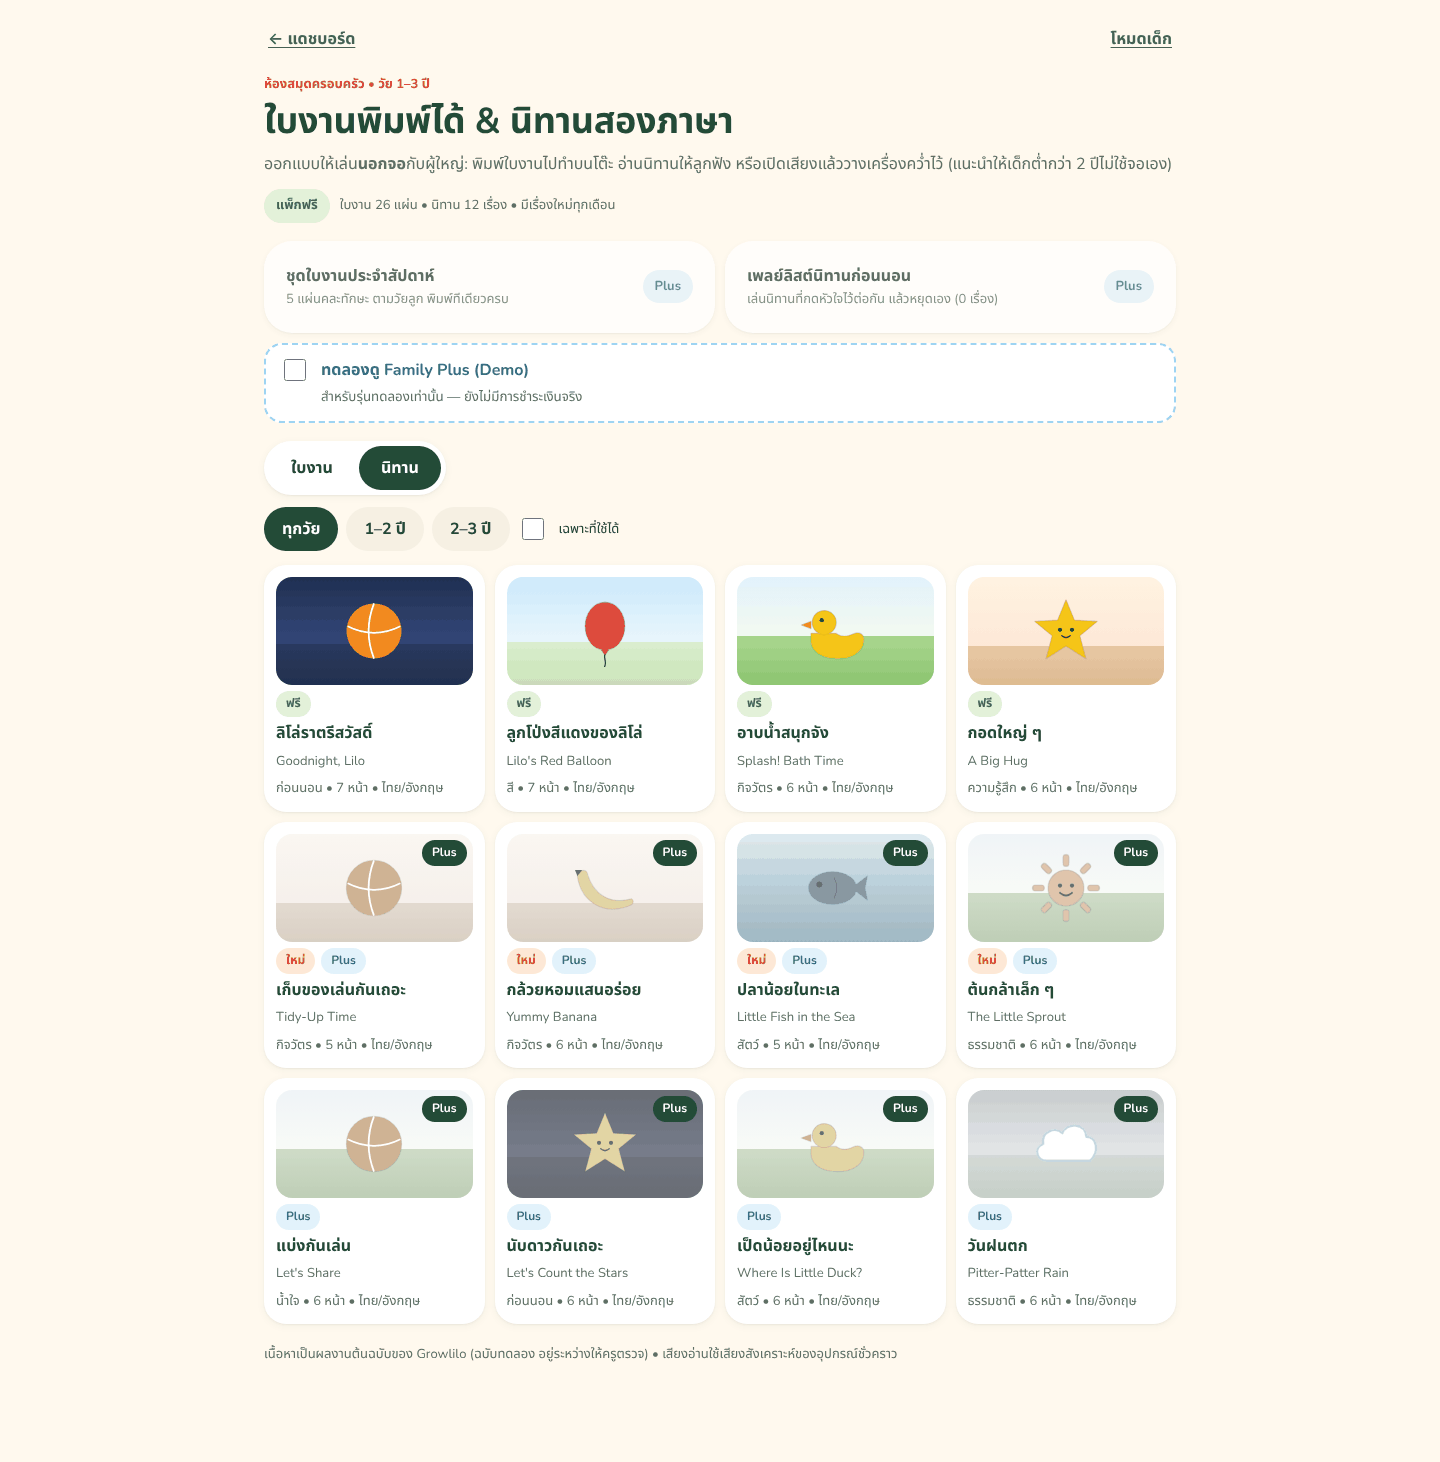 ← แดชบอร์ด
โหมดเด็ก
ห้องสมุดครอบครัว • วัย 1–3 ปี
ใบงานพิมพ์ได้ & นิทานสองภาษา
ออกแบบให้เล่นนอกจอกับผู้ใหญ่: พิมพ์ใบงานไปทำบนโต๊ะ อ่านนิทานให้ลูกฟัง หรือเปิดเสียงแล้ววางเครื่องคว่ำไว้ (แนะนำให้เด็กต่ำกว่า 2 ปีไม่ใช้จอเอง)
แพ็กฟรี ใบงาน 26 แผ่น • นิทาน 12 เรื่อง • มีเรื่องใหม่ทุกเดือน
ชุดใบงานประจำสัปดาห์
5 แผ่นคละทักษะ ตามวัยลูก พิมพ์ทีเดียวครบ
Plus
เพลย์ลิสต์นิทานก่อนนอน
เล่นนิทานที่กดหัวใจไว้ต่อกัน แล้วหยุดเอง (0 เรื่อง)
Plus
ทดลองดู Family Plus (Demo)
สำหรับรุ่นทดลองเท่านั้น — ยังไม่มีการชำระเงินจริง
ใบงาน นิทาน
ทุกวัย 1–2 ปี 2–3 ปี เฉพาะที่ใช้ได้
ฟรี
ลิโล่ราตรีสวัสดิ์
Goodnight, Lilo
ก่อนนอน • 7 หน้า • ไทย/อังกฤษ
ฟรี
ลูกโป่งสีแดงของลิโล่
Lilo's Red Balloon
สี • 7 หน้า • ไทย/อังกฤษ
ฟรี
อาบน้ำสนุกจัง
Splash! Bath Time
กิจวัตร • 6 หน้า • ไทย/อังกฤษ
ฟรี
กอดใหญ่ ๆ
A Big Hug
ความรู้สึก • 6 หน้า • ไทย/อังกฤษ
Plus
ใหม่ Plus
เก็บของเล่นกันเถอะ
Tidy-Up Time
กิจวัตร • 5 หน้า • ไทย/อังกฤษ
Plus
ใหม่ Plus
กล้วยหอมแสนอร่อย
Yummy Banana
กิจวัตร • 6 หน้า • ไทย/อังกฤษ
Plus
ใหม่ Plus
ปลาน้อยในทะเล
Little Fish in the Sea
สัตว์ • 5 หน้า • ไทย/อังกฤษ
Plus
ใหม่ Plus
ต้นกล้าเล็ก ๆ
The Little Sprout
ธรรมชาติ • 6 หน้า • ไทย/อังกฤษ
Plus
Plus
แบ่งกันเล่น
Let's Share
น้ำใจ • 6 หน้า • ไทย/อังกฤษ
Plus
Plus
นับดาวกันเถอะ
Let's Count the Stars
ก่อนนอน • 6 หน้า • ไทย/อังกฤษ
Plus
Plus
เป็ดน้อยอยู่ไหนนะ
Where Is Little Duck?
สัตว์ • 6 หน้า • ไทย/อังกฤษ
Plus
Plus
วันฝนตก
Pitter-Patter Rain
ธรรมชาติ • 6 หน้า • ไทย/อังกฤษ
เนื้อหาเป็นผลงานต้นฉบับของ Growlilo (ฉบับทดลอง อยู่ระหว่างให้ครูตรวจ) • เสียงอ่านใช้เสียงสังเคราะห์ของอุปกรณ์ชั่วคราว